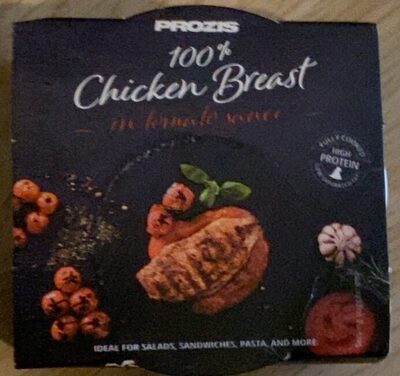 PROZIS
100%
Chicken Breast
in tomato sauce
FULLY COOKED
HIGH
PROTEIN
IDEAL FOR SALADS, SANDWICHES, PASTA, AND MORE.